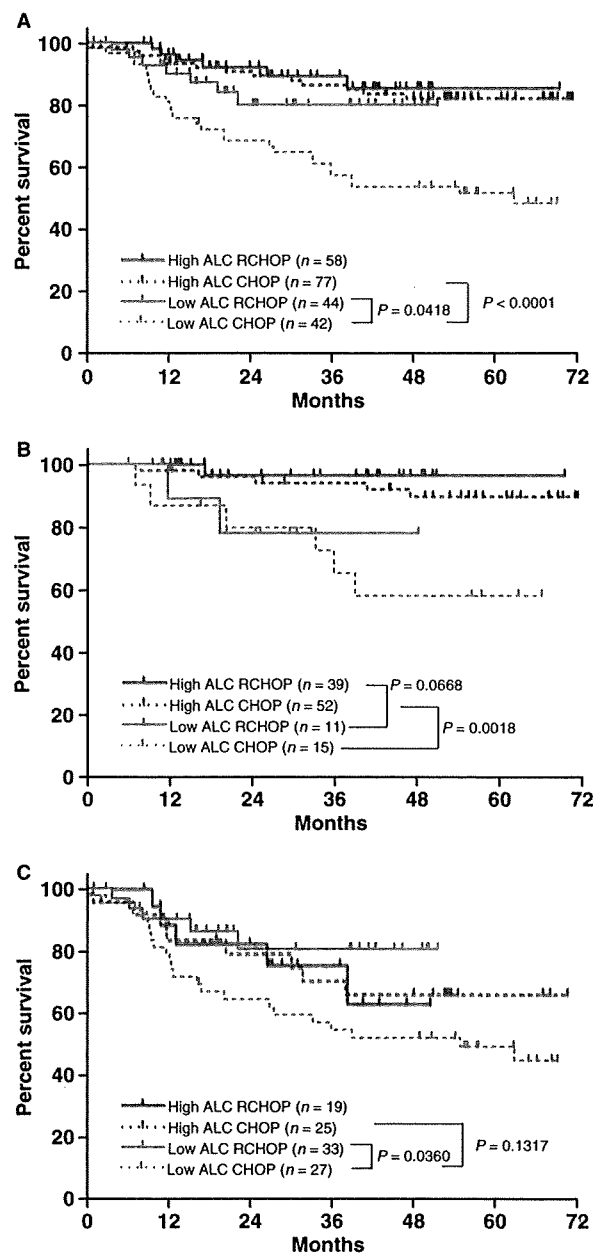 A
Percent survival
100
80
60
40
20
0
High ALC RCHOP (n = 58)
High ALC CHOP (n = 77)
Low ALC RCHOP (n = 44)
Low ALC CHOP (n = 42)
P = 0.0418
P < 0.0001
0 12 24 36 48 60 72
Months
B
Percent survival
100
80
60
40
20
0
High ALC RCHOP (n = 39)
High ALC CHOP (n = 52)
Low ALC RCHOP (n = 11)
Low ALC CHOP (n = 15)
P = 0.0668
P = 0.0018
0 12 24 36 48 60 72
Months
C
Percent survival
100
80
60
40
20
0
High ALC RCHOP (n = 19)
High ALC CHOP (n = 25)
Low ALC RCHOP (n = 33)
Low ALC CHOP (n = 27)
P = 0.0360
P = 0.1317
0 12 24 36 48 60 72
Months